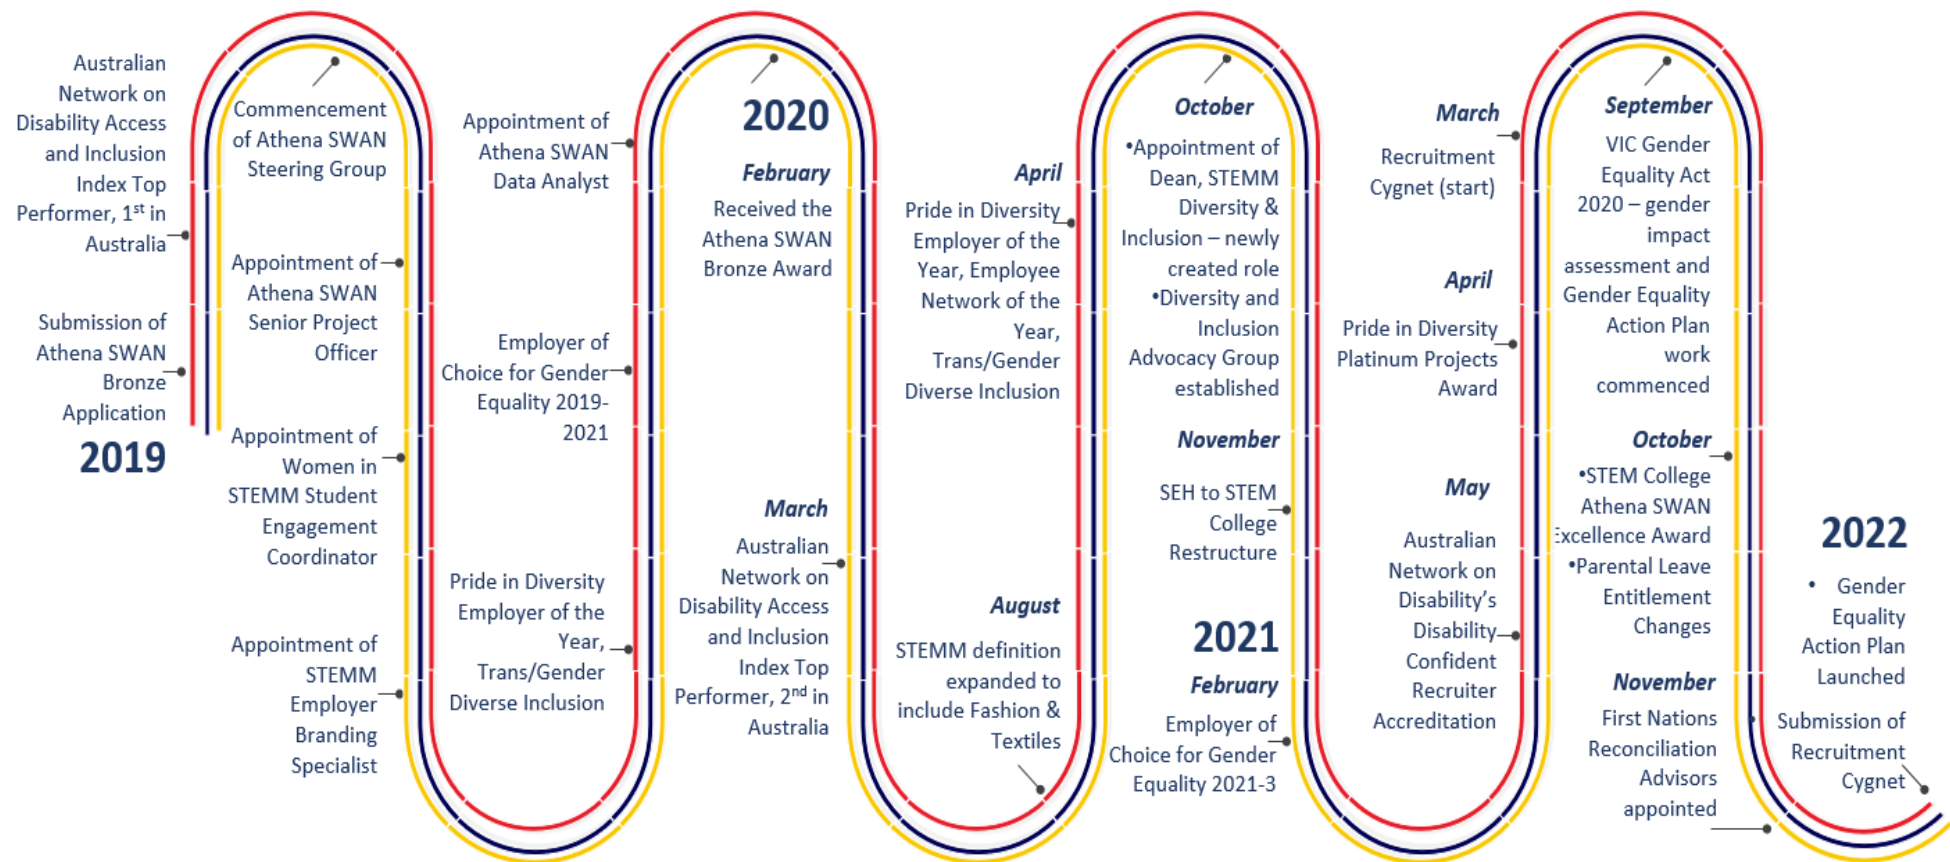 Australian
Network on
Disability Access
and Inclusion
Index Top
Performer, 1st in
Australia
Submission of
Athena SWAN
Bronze
Application
2019
Commencement
of Athena SWAN
Steering Group
Appointment of
Athena SWAN
Senior Project
Officer
Appointment of
Women in
STEMM Student
Engagement
Coordinator
Appointment of
STEMM
Employer
Branding
Specialist
Appointment of
Athena SWAN
Data Analyst
Employer of
Choice for Gender
Equality 2019-
2021
Pride in Diversity
Employer of the
Year,
Trans/Gender
Diverse Inclusion
2020
February
Received the
Athena SWAN
Bronze Award
March
Australian
Network on
Disability Access
and Inclusion
Index Top
Performer, 2nd in
Australia
April
Pride in Diversity
Employer of the
Year, Employee
Network of the
Year,
Trans/Gender
Diverse Inclusion
August
STEMM definition
expanded to
include Fashion &
Textiles
October
•Appointment of
Dean, STEMM
Diversity &
Inclusion – newly
created role
•Diversity and
Inclusion
Advocacy Group
established
November
SEH to STEM
College
Restructure
2021
February
Employer of
Choice for Gender
Equality 2021-3
March
Recruitment
Cygnet (start)
April
Pride in Diversity
Platinum Projects
Award
May
Australian
Network on
Disability's
Disability
Confident
Recruiter
Accreditation
September
VIC Gender
Equality Act
2020 – gender
impact
assessment and
Gender Equality
Action Plan
work
commenced
October
•STEM College
Athena SWAN
Excellence Award
•Parental Leave
Entitlement
Changes
November
First Nations
Reconciliation
Advisors
appointed
2022
• Gender
Equality
Action Plan
Launched
• Submission of
Recruitment
Cygnet